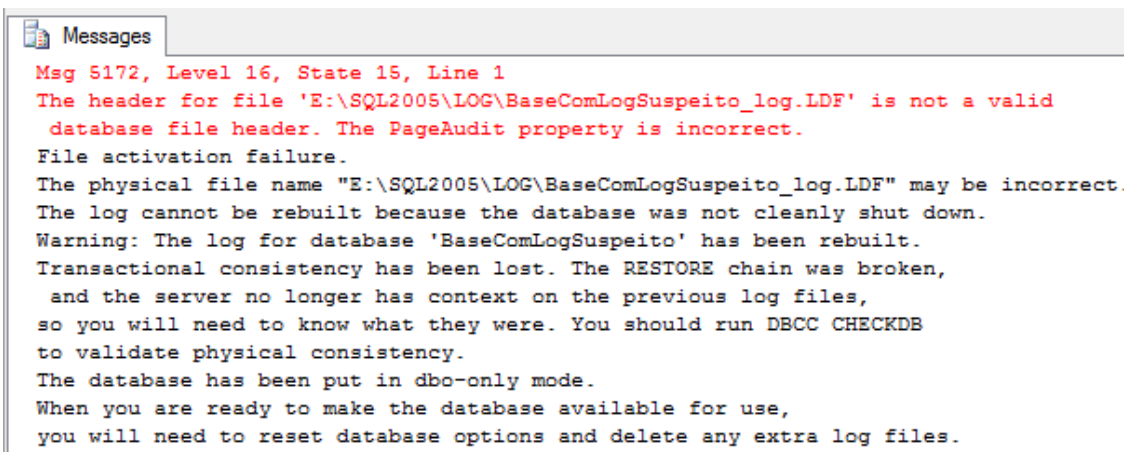 Messages
Msg 5172, Level 16, State 15, Line 1
The header for file 'E:\SQL2005\LOG\BaseComLogSuspeito_log.LDF' is not a valid
database file header. The PageAudit property is incorrect.
File activation failure.
The physical file name "E:\SQL2005\LOG\BaseComLogSuspeito_log.LDF" may be incorrect.
The log cannot be rebuilt because the database was not cleanly shut down.
Warning: The log for database 'BaseComLogSuspeito' has been rebuilt.
Transactional consistency has been lost. The RESTORE chain was broken,
and the server no longer has context on the previous log files,
so you will need to know what they were. You should run DBCC CHECKDB
to validate physical consistency.
The database has been put in dbo-only mode.
When you are ready to make the database available for use,
you will need to reset database options and delete any extra log files.